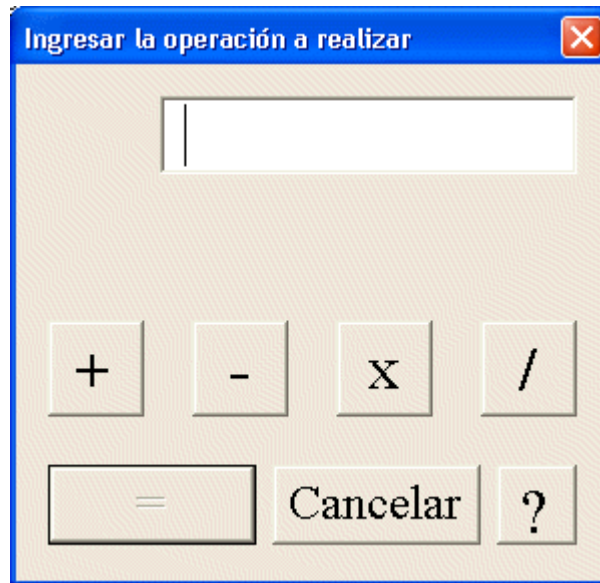 Ingresar la operación a realizar
+ - x /
= Cancelar ?